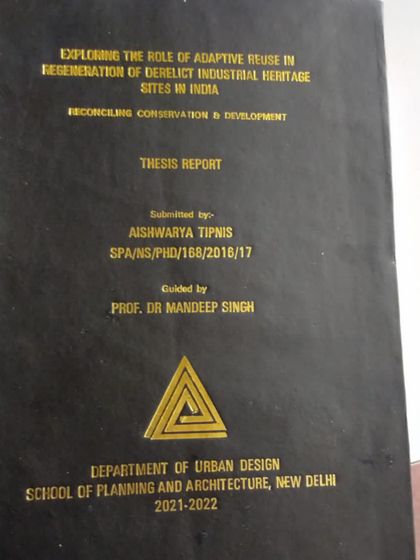 EXPLORING THE ROLE OF ADAPTIVE REUSE IN
REGENERATION OF DERELICT INDUSTRIAL HERITAGE
SITES IN INDIA
RECONCILING CONSERVATION & DEVELOPMENT
THESIS REPORT
Submitted by:-
AISHWARYA TIPNIS
SPA/NS/PHD/168/2016/17
Guided by
PROF. DR MANDEEP SINGH
DEPARTMENT OF URBAN DESIGN
SCHOOL OF PLANNING AND ARCHITECTURE, NEW DELHI
2021-2022